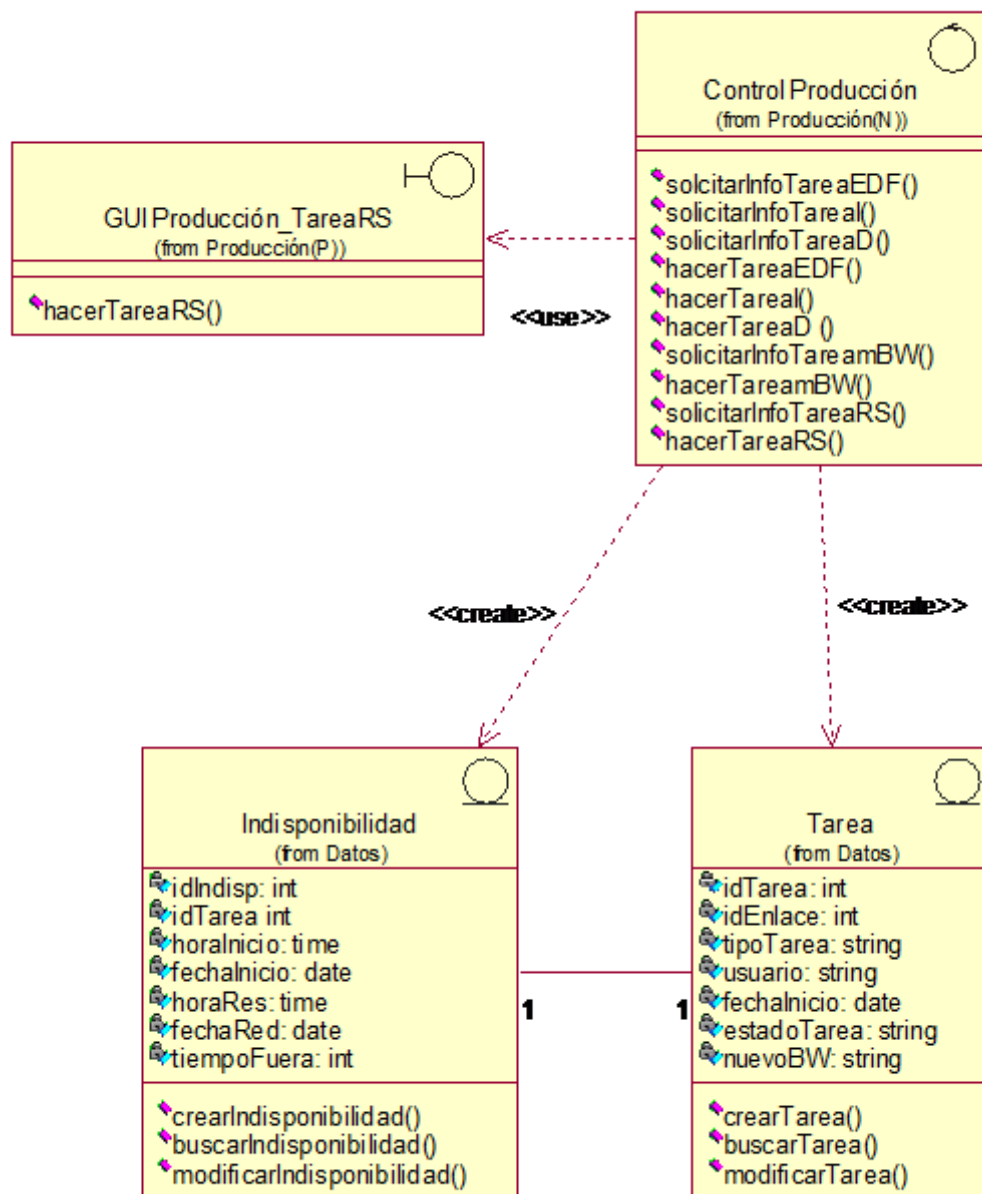 Control Producción
(from Producción(N))
solcitarInfoTareaEDF()
solicitarInfoTareaI()
solicitarInfoTareaD()
hacerTareaEDF()
hacerTareaI()
hacerTareaD ()
solicitarInfoTareamBW()
hacerTareamBW()
solicitarInfoTareaRS()
hacerTareaRS()
GUIProducción_TareaRS
(from Producción(P))
hacerTareaRS()
<<use>>
<<create>>
<<create>>
Indisponibilidad
(from Datos)
idIndisp: int
idTarea int
horaInicio: time
fechaInicio: date
horaRes: time
fechaRed: date
tiempoFuera: int
crearIndisponibilidad()
buscarIndisponibilidad()
modificarIndisponibilidad()
1
1
Tarea
(from Datos)
idTarea: int
idEnlace: int
tipoTarea: string
usuario: string
fechaInicio: date
estadoTarea: string
nuevoBW: string
crearTarea()
buscarTarea()
modificarTarea()